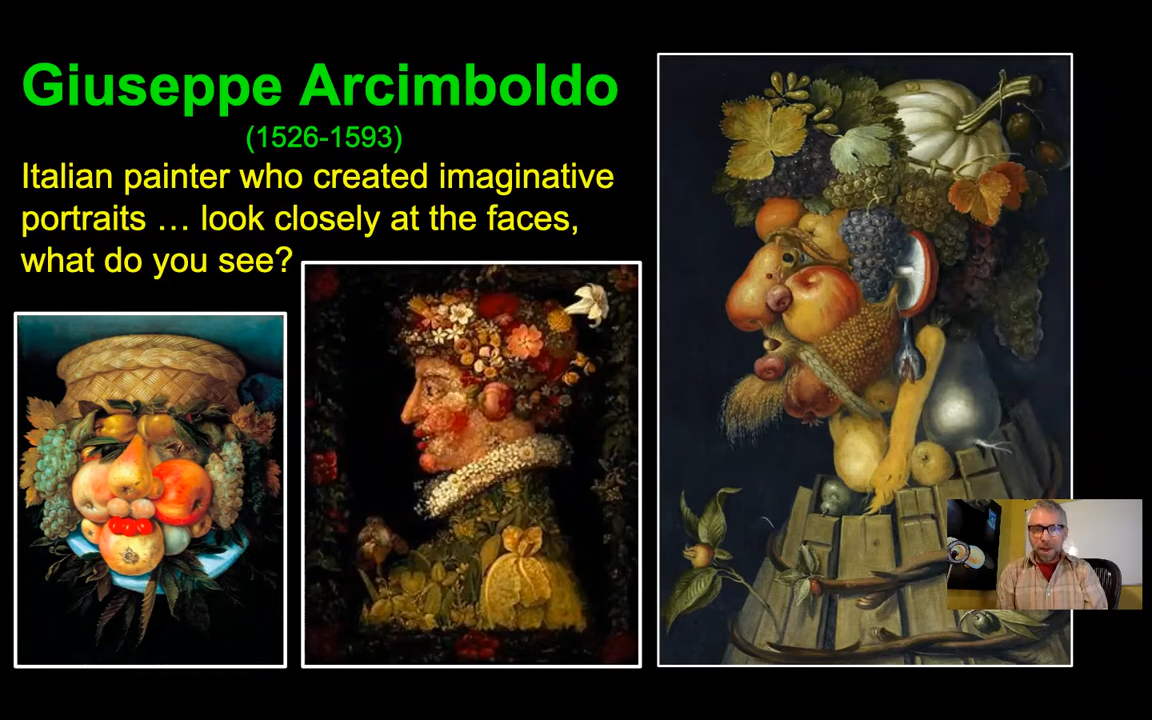 Giuseppe Arcimboldo
(1526-1593)
Italian painter who created imaginative
portraits … look closely at the faces,
what do you see?